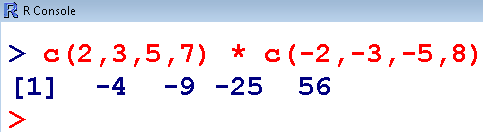 R Console
> c(2,3,5,7) * c(-2,-3,-5,8)
[1]  -4  -9 -25  56
>